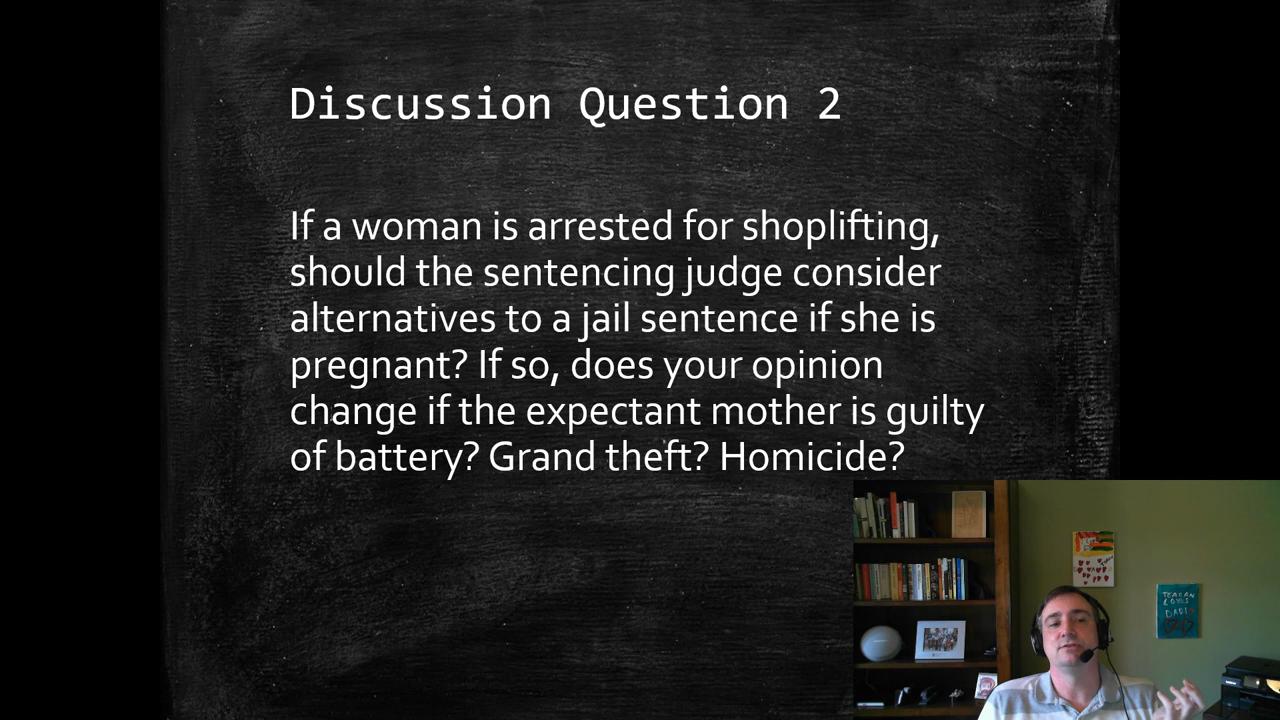 Discussion Question 2
If a woman is arrested for shoplifting,
should the sentencing judge consider
alternatives to a jail sentence if she is
pregnant? If so, does your opinion
change if the expectant mother is guilty
of battery? Grand theft? Homicide?
DADI